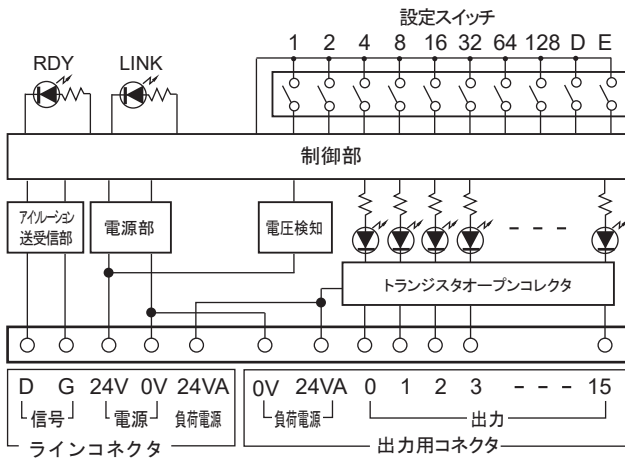 設定スイッチ
RDY LINK 1 2 4 8 16 32 64 128 D E
制御部
アイソレーション
送受信部
電源部
電圧検知
トランジスタオープンコレクタ
D G 24V 0V 24VA 0V 24VA 0 1 2 3 - - - - 15
信号 電源 負荷電源 負荷電源 出力
ラインコネクタ 出力用コネクタ